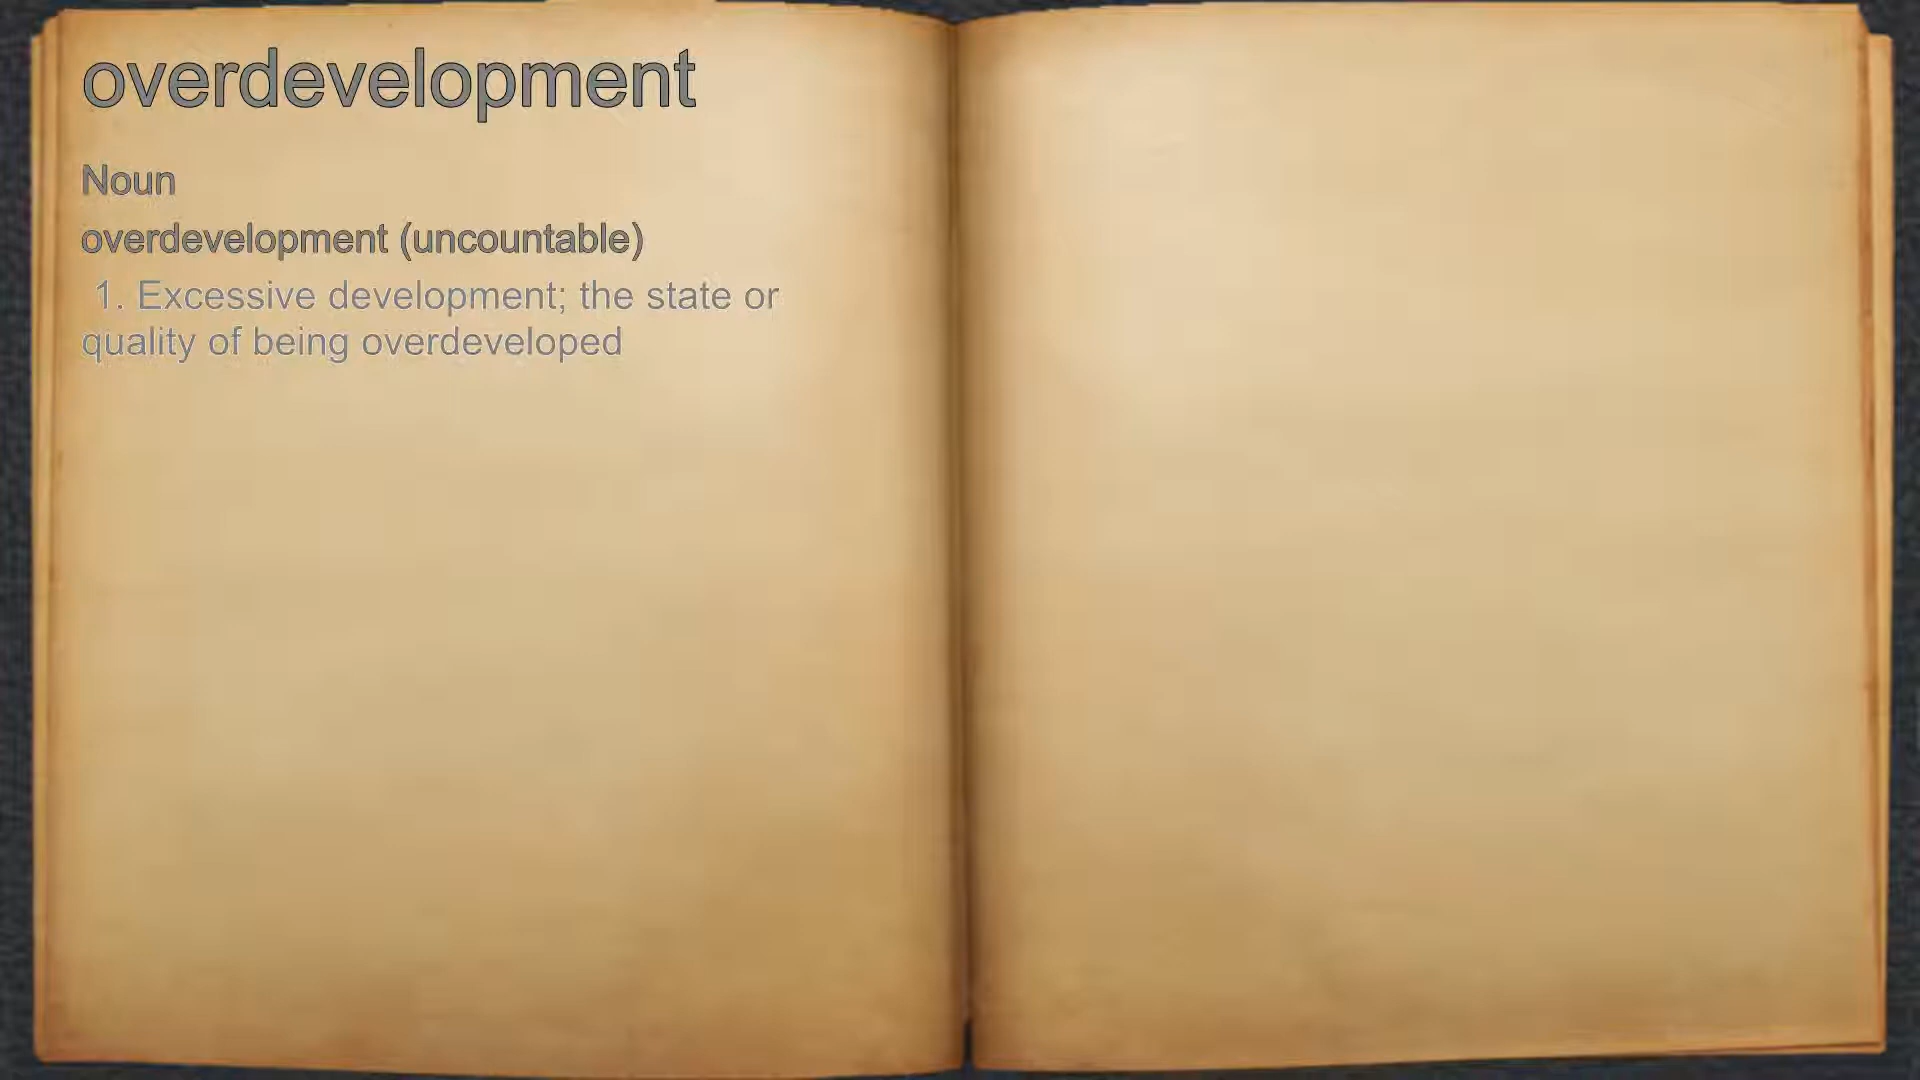 overdevelopment
Noun
overdevelopment (uncountable)
1. Excessive development; the state or
quality of being overdeveloped